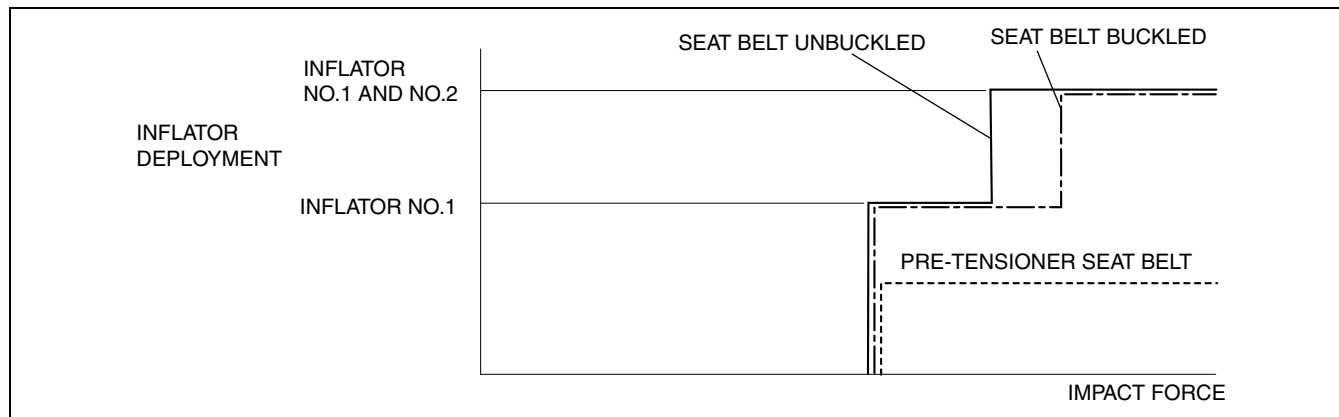 SEAT BELT UNBUCKLED
SEAT BELT BUCKLED
INFLATOR
NO.1 AND NO.2
INFLATOR
DEPLOYMENT
INFLATOR NO.1
PRE-TENSIONER SEAT BELT
IMPACT FORCE